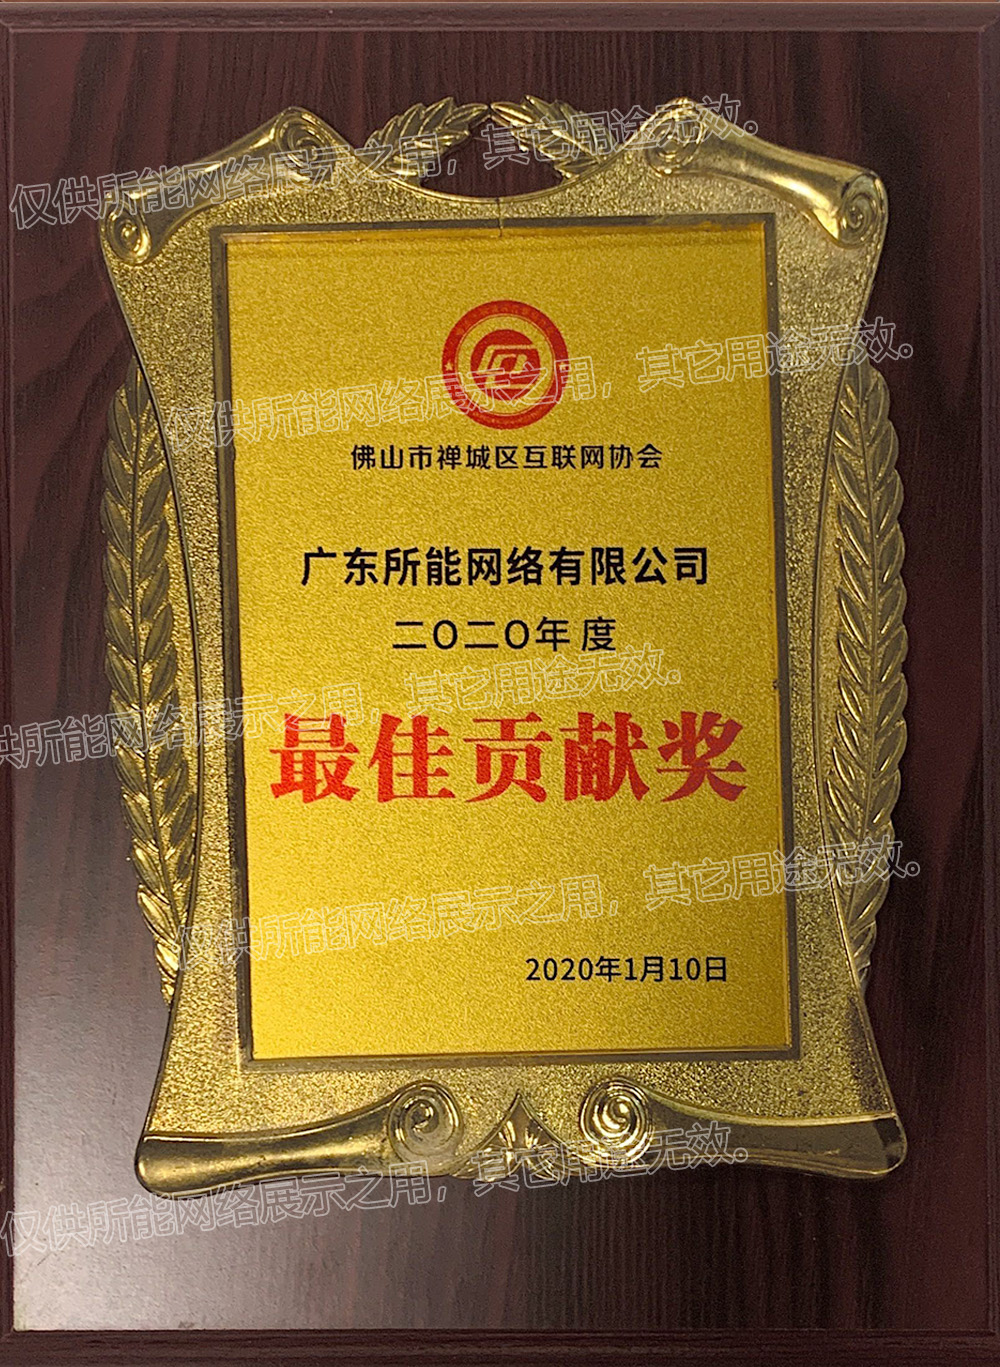 仅供所能网络展示之用，其它用途无效。
仅供所能网络展示之用，其它用途无效。
佛山市禅城区互联网协会
广东所能网络有限公司
二〇二〇年度
供所能网络展示之用，其它用途无效。
最佳贡献奖
仅供所能网络展示之用，其它用途无效。
2020年1月10日
仅供所能网络展示之用，其它用途无效。